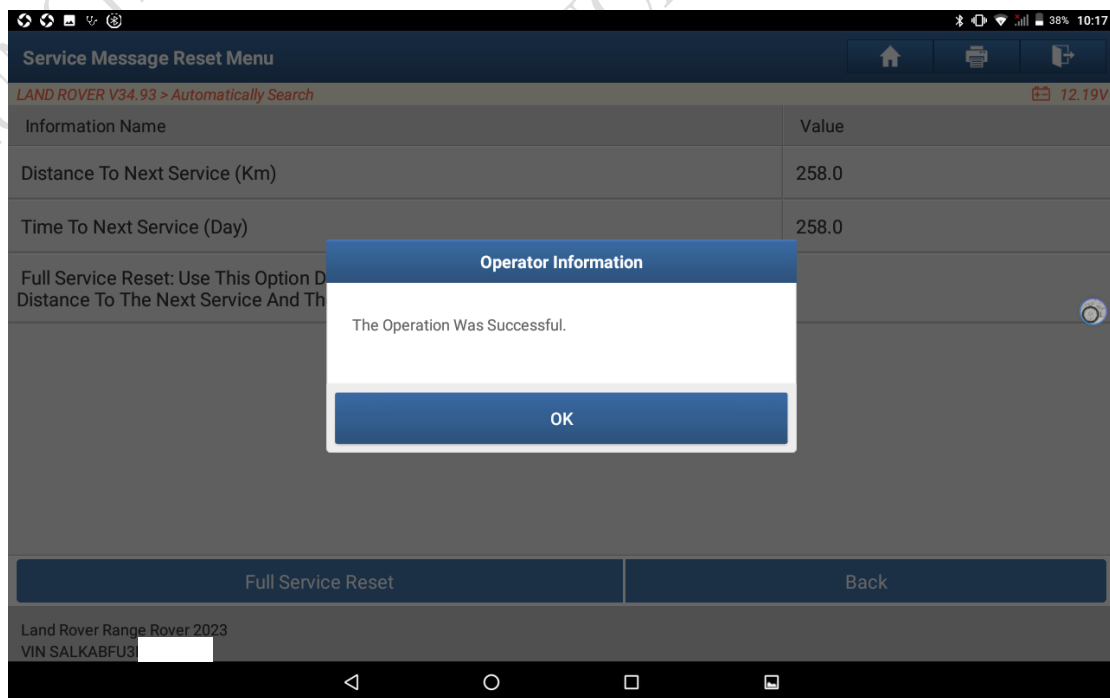 38% 10:17
Service Message Reset Menu
LAND ROVER V34.93 > Automatically Search
12.19V
Information Name
Value
Distance To Next Service (Km)
258.0
Time To Next Service (Day)
258.0
Full Service Reset: Use This Option
Distance To The Next Service And
Operator Information
The Operation Was Successful.
OK
Full Service Reset
Back
Land Rover Range Rover 2023
VIN SALKABFU3